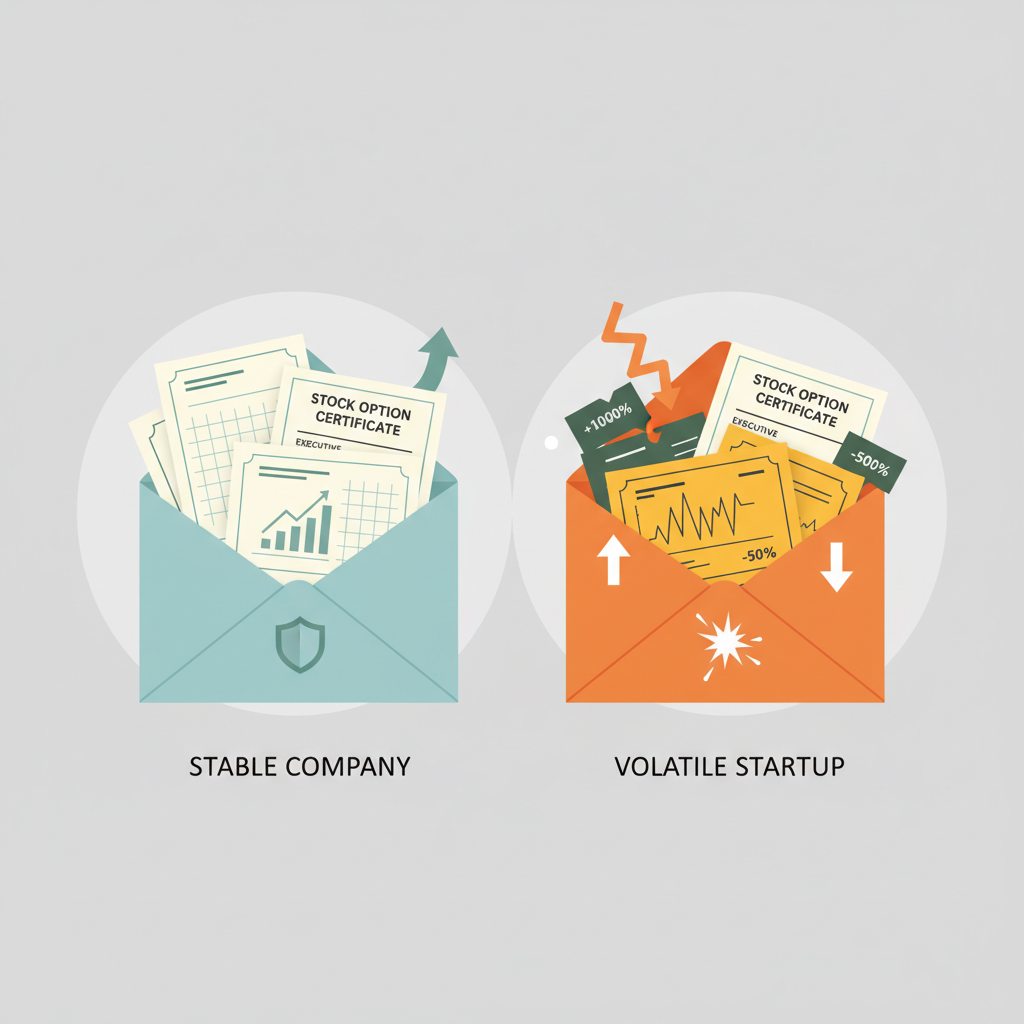 STOCK OPTION
CERTIFICATE
EXECUTIVE
STABLE COMPANY
+1000%
STOCK OPTION
CERTIFICATE
EXECUTIVE
-500%
-50%
VOLATILE STARTUP